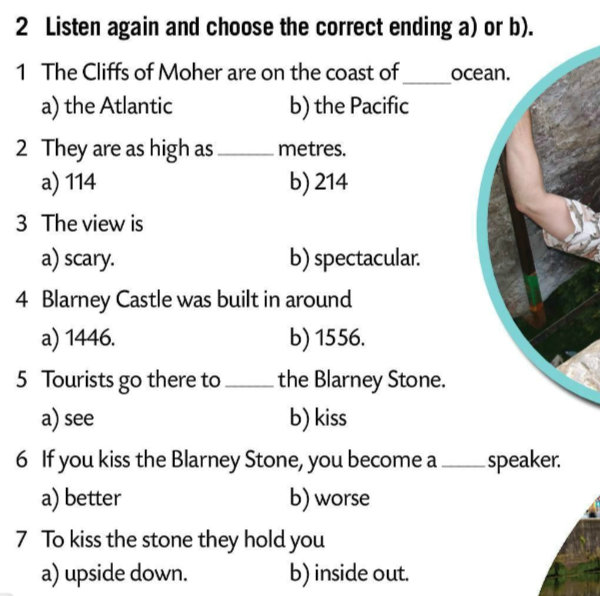 2 Listen again and choose the correct ending a) or b).
1 The Cliffs of Moher are on the coast of _____ ocean.
a) the Atlantic b) the Pacific
2 They are as high as ______ metres.
a) 114 b) 214
3 The view is
a) scary. b) spectacular.
4 Blarney Castle was built in around
a) 1446. b) 1556.
5 Tourists go there to _____ the Blarney Stone.
a) see b) kiss
6 If you kiss the Blarney Stone, you become a _____ speaker.
a) better b) worse
7 To kiss the stone they hold you
a) upside down. b) inside out.